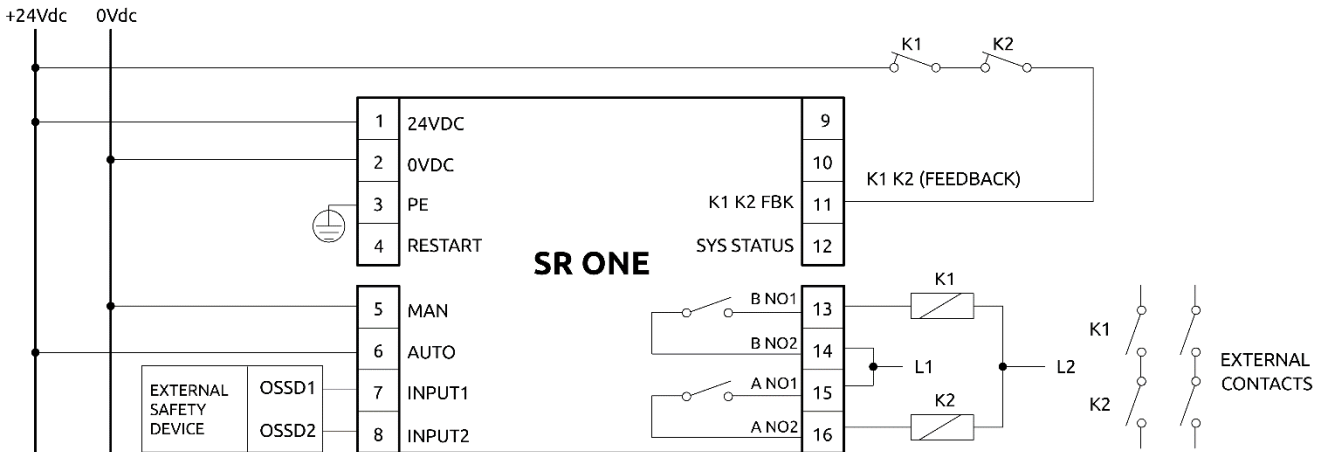 +24Vdc 0Vdc
K1 K2
1 24VDC 9
2 0VDC 10
K1 K2 (FEEDBACK)
3 PE K1 K2 FBK 11
4 RESTART SYS STATUS 12
SR ONE
K1
5 MAN B NO1 13
K1
6 AUTO B NO2 14
L1 L2
EXTERNAL
CONTACTS
EXTERNAL
SAFETY
DEVICE
OSSD1 7 INPUT1 A NO1 15
K2
K2
OSSD2 8 INPUT2 A NO2 16